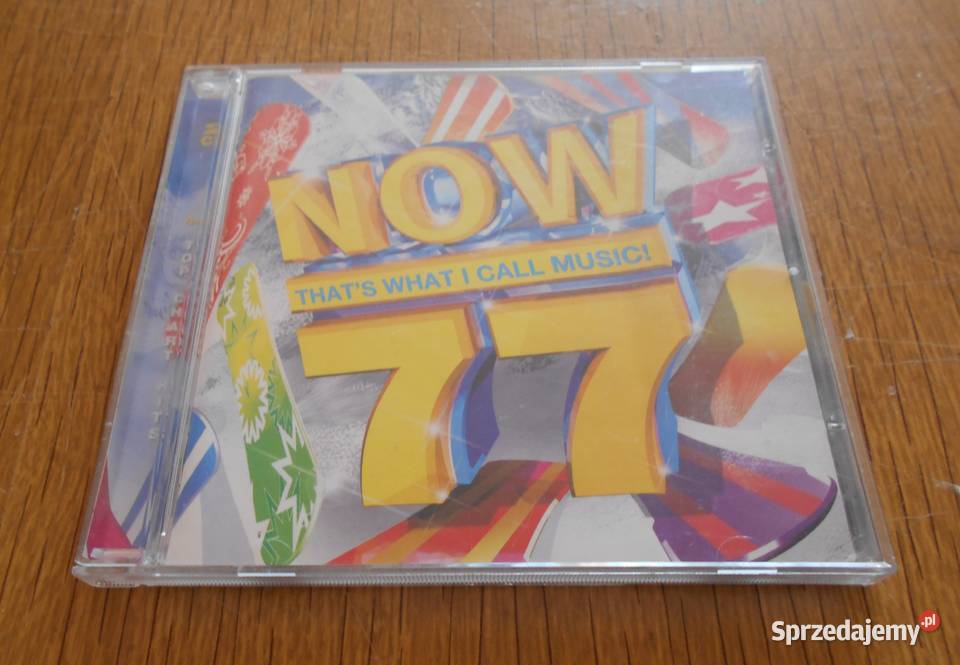 NOW
THAT'S WHAT I CALL MUSIC!
77
Sprzedajemy.pl